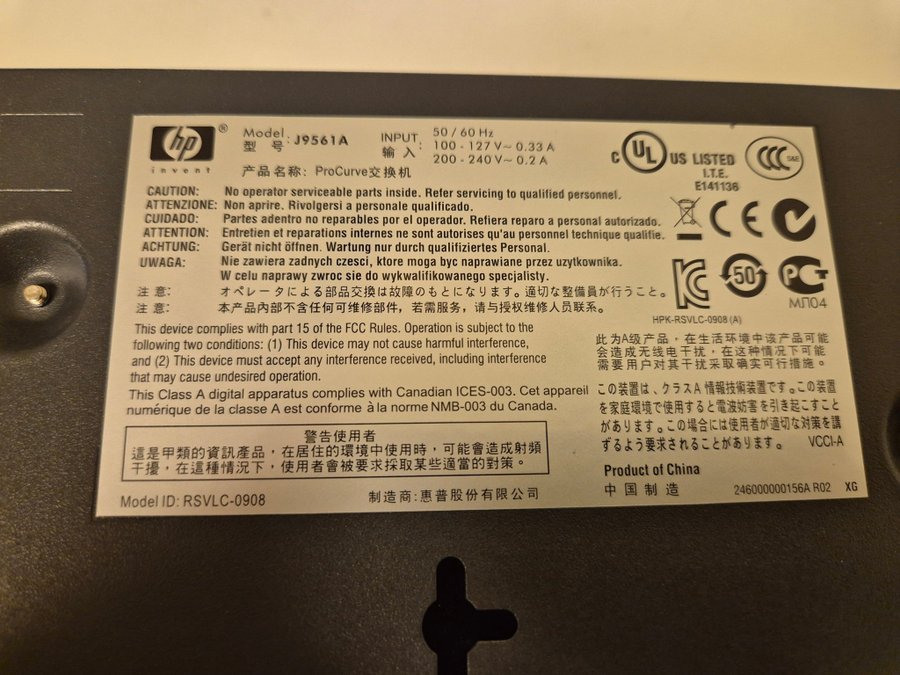 hp ®
invent
Model
型 号: J9561A
INPUT 输 入:
50 / 60 Hz
100 - 127 V~ 0.33 A
200 - 240 V~ 0.2 A
产品名称: ProCurve交换机
C UL US LISTED
I.T.E.
E141136
CCC S&E
CAUTION: No operator serviceable parts inside. Refer servicing to qualified personnel.
ATTENZIONE: Non aprire. Rivolgersi a personale qualificato.
CUIDADO: Partes adentro no reparables por el operador. Refiera reparo a personal autorizado.
ATTENTION: Entretien et reparations internes ne sont autorises qu'au personnel technique qualifie.
ACHTUNG: Gerät nicht öffnen. Wartung nur durch qualifiziertes Personal.
UWAGA: Nie zawiera zadnych czesci, ktore moga byc naprawiane przez uzytkownika.
W celu naprawy zwroc sie do wykwalifikowanego specjalisty.
注 意: オペレータによる部品交換は故障のもとになります。適切な整備員が行うこと。
注 意: 本产品内部不含任何可维修部件，若需服务，请与授权维修人员联系。
CE
50
МЛ04
HPK-RSVLC-0908 (A)
This device complies with part 15 of the FCC Rules. Operation is subject to the
following two conditions: (1) This device may not cause harmful interference,
and (2) This device must accept any interference received, including interference
that may cause undesired operation.
This Class A digital apparatus complies with Canadian ICES-003. Cet appareil
numérique de la classe A est conforme à la norme NMB-003 du Canada.
警告使用者
這是甲類的資訊產品，在居住的環境中使用時，可能會造成射頻
干擾，在這種情況下，使用者會被要求採取某些適當的對策。
此为A级产品，在生活环境中该产品可能
会造成无线电干扰，在这种情况下可能
需要用户对其干扰采取确实可行措施。
この装置は、クラスA 情報技術装置です。この装置
を家庭環境で使用すると電波妨害を引き起こすこと
があります。この場合には使用者が適切な対策を講
ずるよう要求されることがあります。 VCCI-A
Product of China
中 国 制 造
246000000156A R02 XG
Model ID: RSVLC-0908
制造商: 惠普股份有限公司